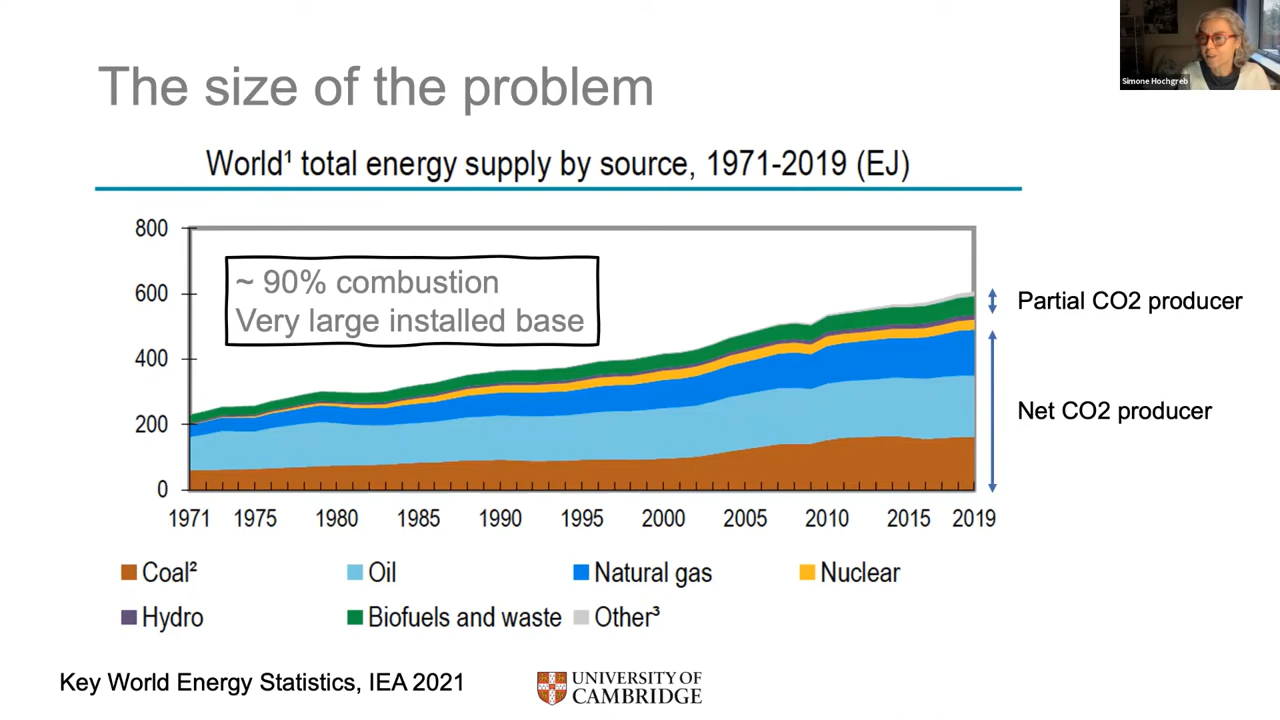 Simone Hochgreb
The size of the problem
World¹ total energy supply by source, 1971-2019 (EJ)
800
600
400
200
0
~ 90% combustion
Very large installed base
Partial CO2 producer
Net CO2 producer
1971 1975 1980 1985 1990 1995 2000 2005 2010 2015 2019
Coal² Oil Natural gas Nuclear
Hydro Biofuels and waste Other³
Key World Energy Statistics, IEA 2021
UNIVERSITY OF
CAMBRIDGE